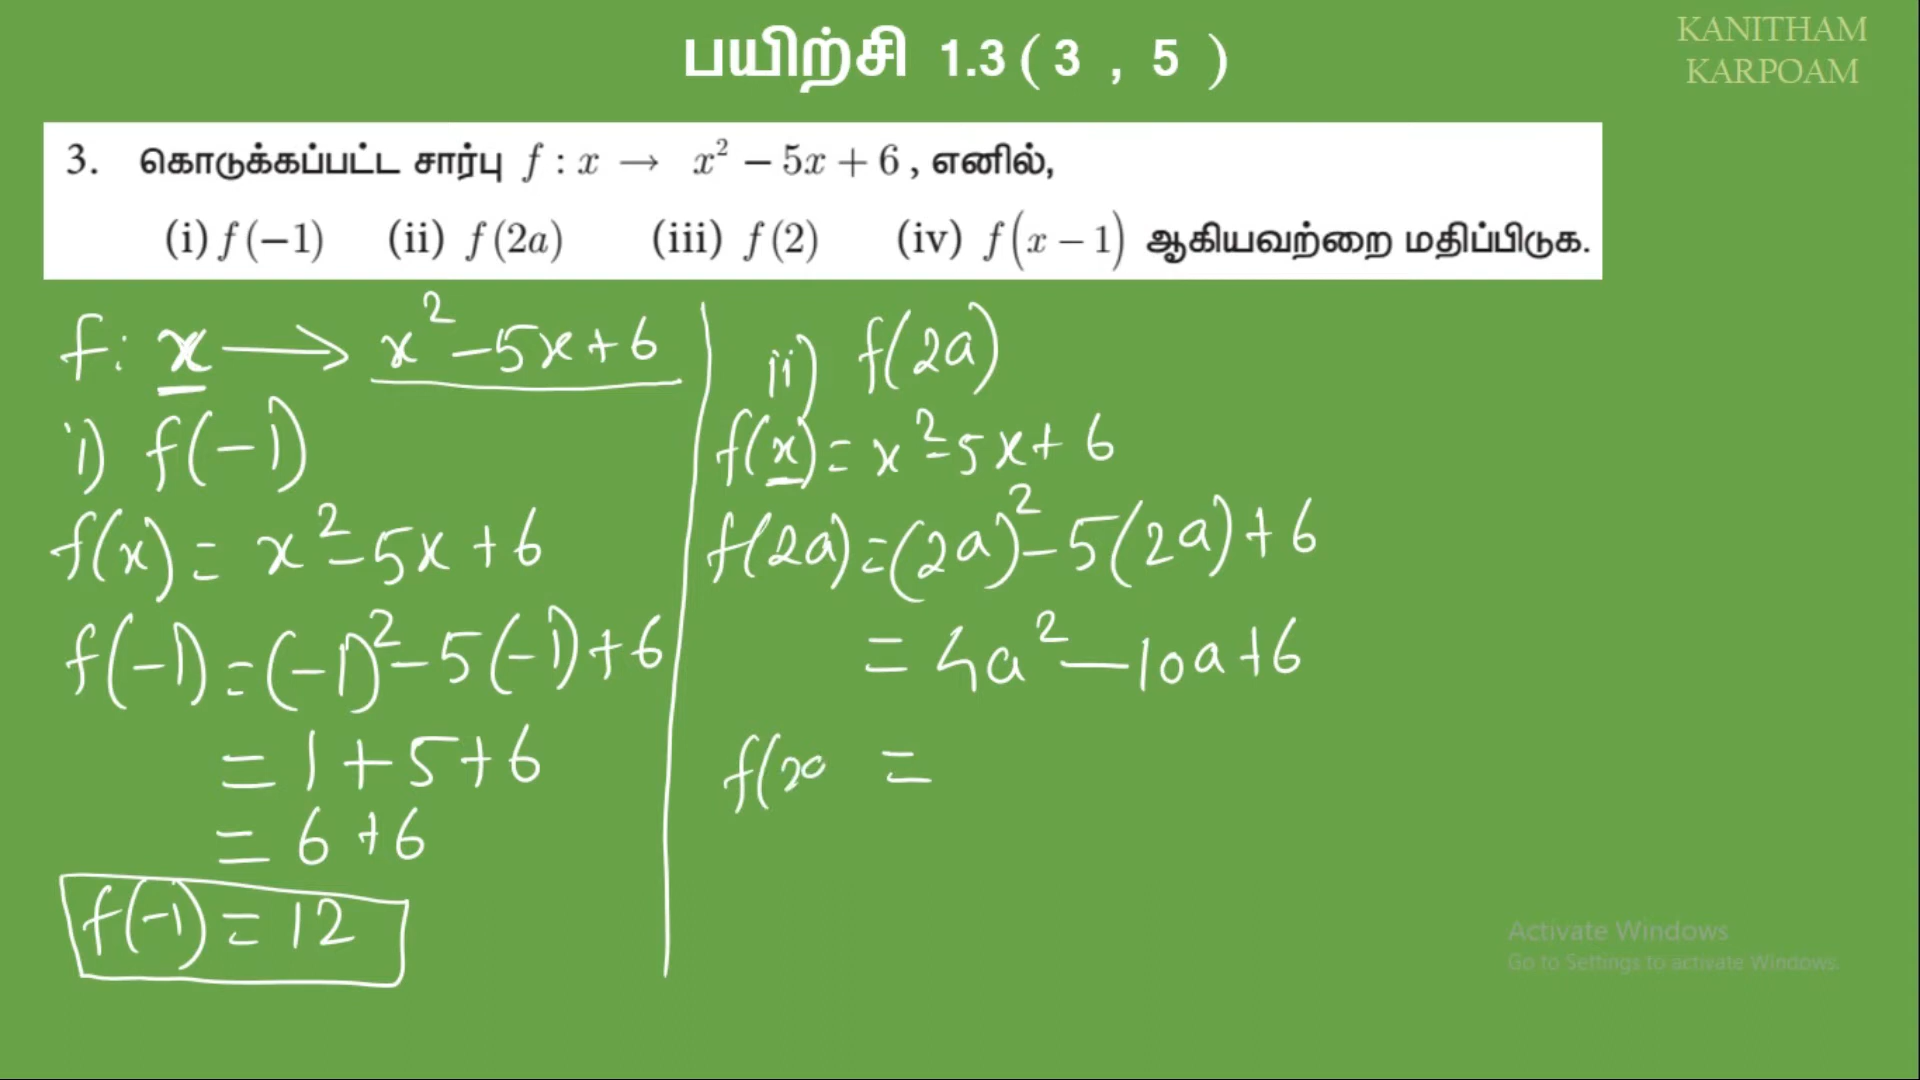 பயிற்சி 1.3 ( 3 , 5 )
KANITHAM
KARPOAM
3. கொடுக்கப்பட்ட சார்பு f : x → x² − 5x + 6 , எனில்,
(i) f(−1) (ii) f(2a) (iii) f(2) (iv) f(x − 1) ஆகியவற்றை மதிப்பிடுக.
f: x → x² − 5x + 6
i) f(−1)
f(x) = x² − 5x + 6
f(−1) = (−1)² − 5(−1) + 6
= 1 + 5 + 6
= 6 + 6
f(−1) = 12
ii) f(2a)
f(x) = x² − 5x + 6
f(2a) = (2a)² − 5(2a) + 6
= 4a² − 10a + 6
f(2a =
Activate Windows
Go to Settings to activate Windows.